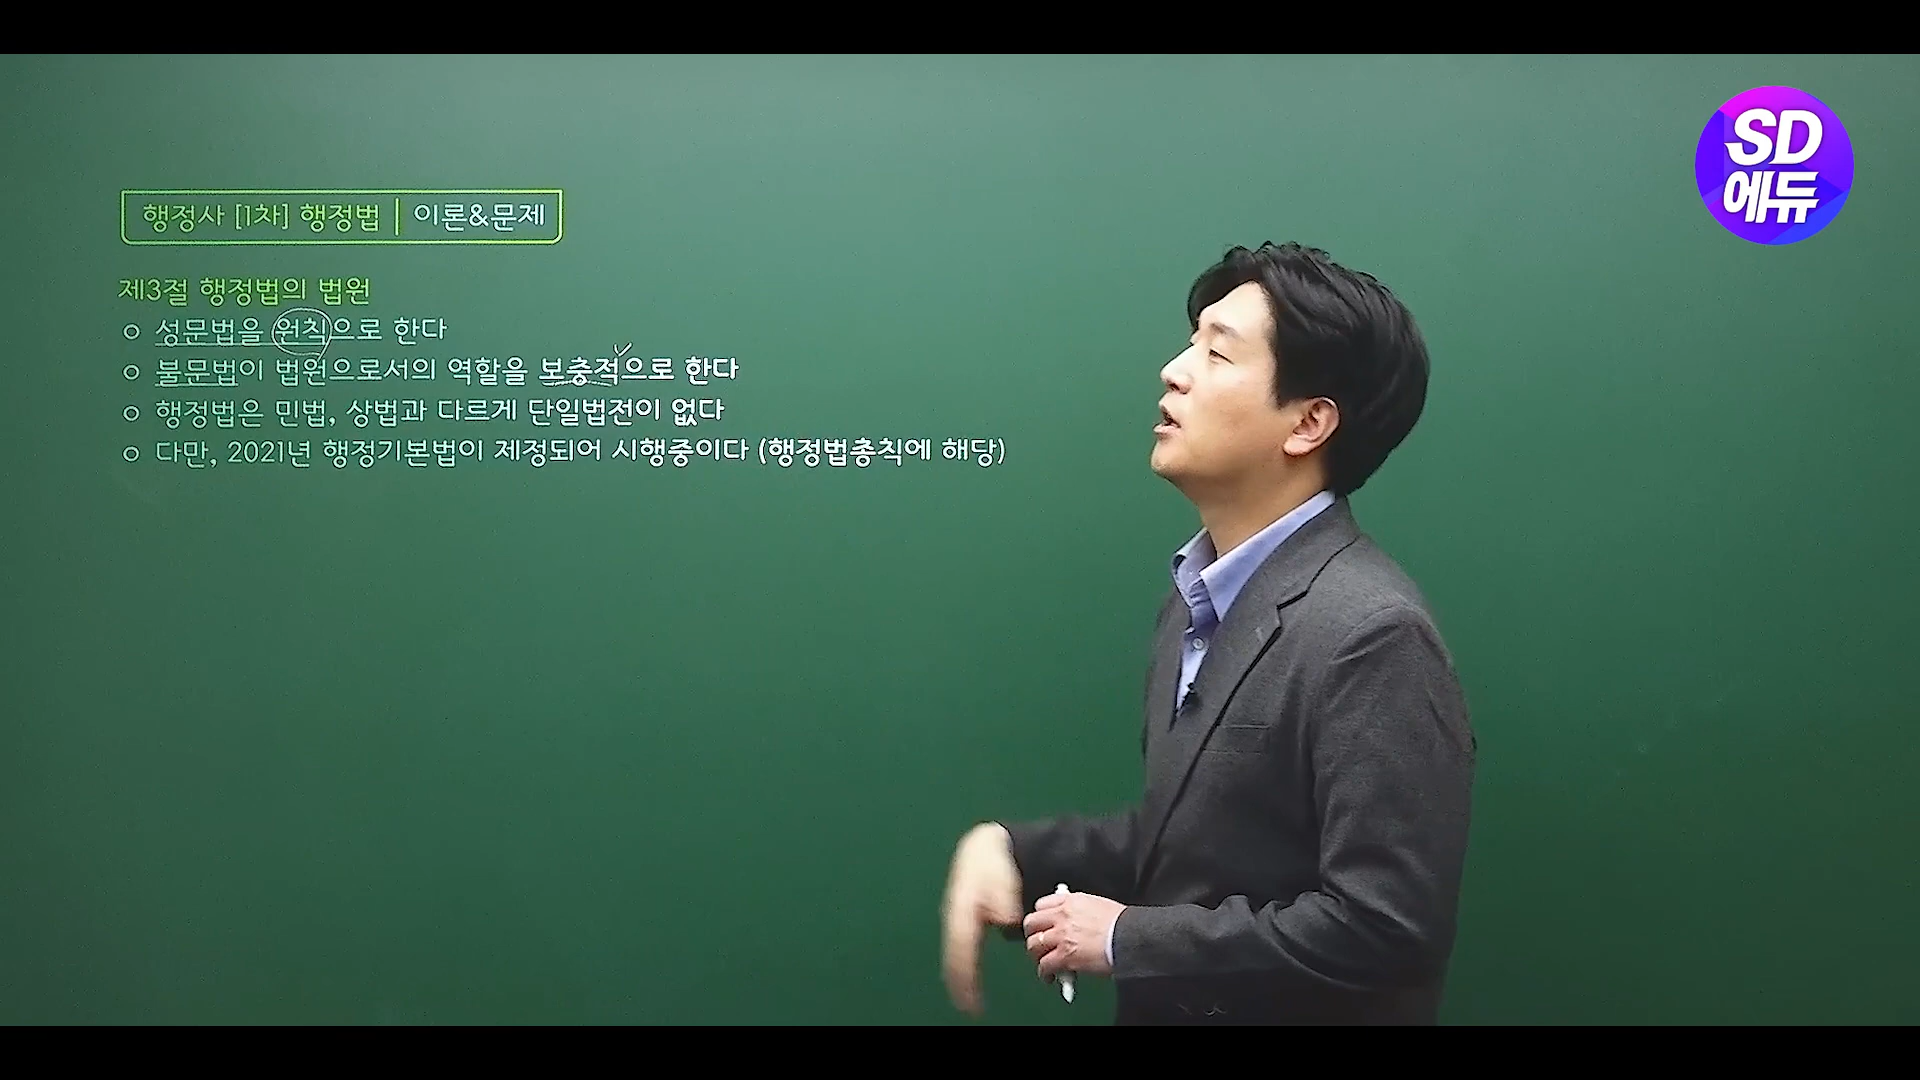 SD
에듀
행정사 [1차] 행정법 | 이론&문제
제3절 행정법의 법원
○ 성문법을 원칙으로 한다
○ 불문법이 법원으로서의 역할을 보충적으로 한다
○ 행정법은 민법, 상법과 다르게 단일법전이 없다
○ 다만, 2021년 행정기본법이 제정되어 시행중이다 (행정법총칙에 해당)